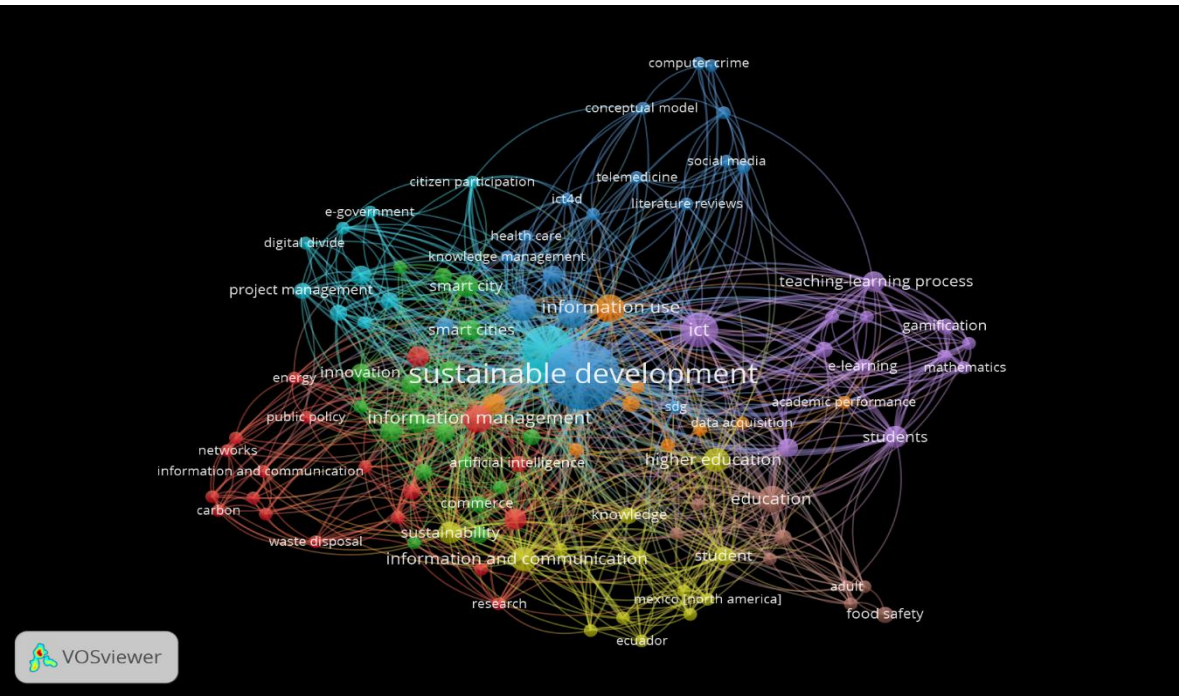 computer crime
conceptual model
social media
telemedicine
citizen participation
ict4d
literature reviews
e-government
health care
digital divide
knowledge management
teaching-learning process
smart city
project management
information use
gamification
smart cities
ict
e-learning
mathematics
innovation
sustainable development
energy
academic performance
sdg
public policy
information management
data acquisition
students
networks
higher education
artificial intelligence
information and communication
education
commerce
carbon
knowledge
sustainability
waste disposal
information and communication
student
adult
mexico [north america]
research
food safety
ecuador
VOSviewer